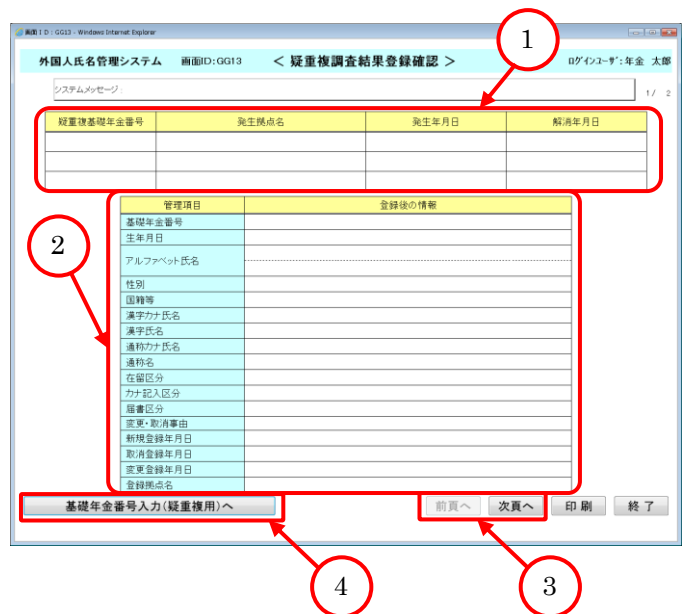 画面ID:GG13 - Windows Internet Explorer
1
外国人氏名管理システム 画面ID:GG13 < 疑重複調査結果登録確認 > ログインユーザ:年金 太郎
システムメッセージ:
1/ 2
疑重複基礎年金番号 発生拠点名 発生年月日 解消年月日
管理項目 登録後の情報
基礎年金番号
2
生年月日
アルファベット氏名
性別
国籍等
漢字カナ氏名
漢字氏名
通称カナ氏名
通称名
在留区分
カナ記入区分
届書区分
変更・取消事由
新規登録年月日
取消登録年月日
変更登録年月日
登録拠点名
基礎年金番号入力(疑重複用)へ 前頁へ 次頁へ 印刷 終了
4 3